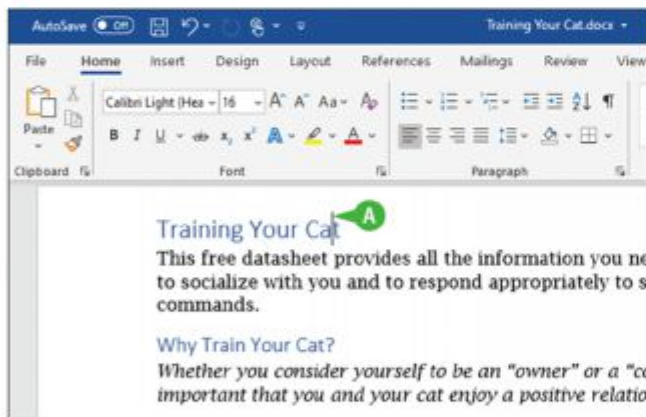 AutoSave Off Training Your Cat.docx
File Home Insert Design Layout References Mailings Review View
Calibri Light (Hea 16 A A Aa A
Paste B I U ab x₂ x² A A
Clipboard Font Paragraph
Training Your Cat A
This free datasheet provides all the information you ne
to socialize with you and to respond appropriately to s
commands.
Why Train Your Cat?
Whether you consider yourself to be an "owner" or a "c
important that you and your cat enjoy a positive relatio